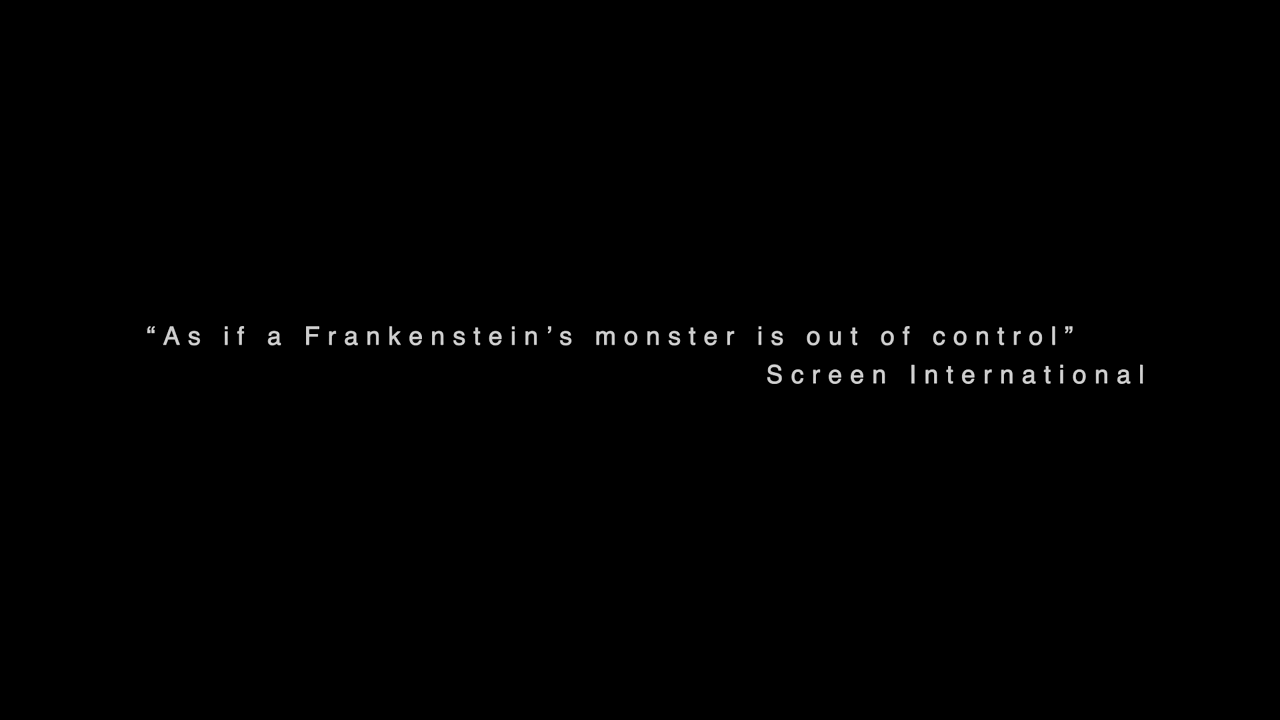 “As if a Frankenstein’s monster is out of control”
Screen International